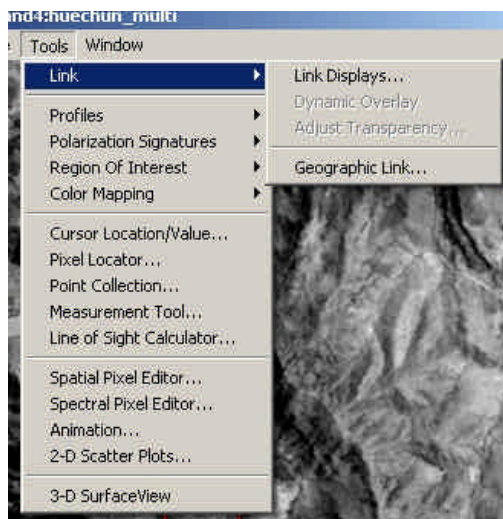 and4:huechun_multi
Tools Window
Link
Profiles
Polarization Signatures
Region Of Interest
Color Mapping
Cursor Location/Value...
Pixel Locator...
Point Collection...
Measurement Tool...
Line of Sight Calculator...
Spatial Pixel Editor...
Spectral Pixel Editor...
Animation...
2-D Scatter Plots...
3-D SurfaceView
Link Displays...
Dynamic Overlay
Adjust Transparency...
Geographic Link...